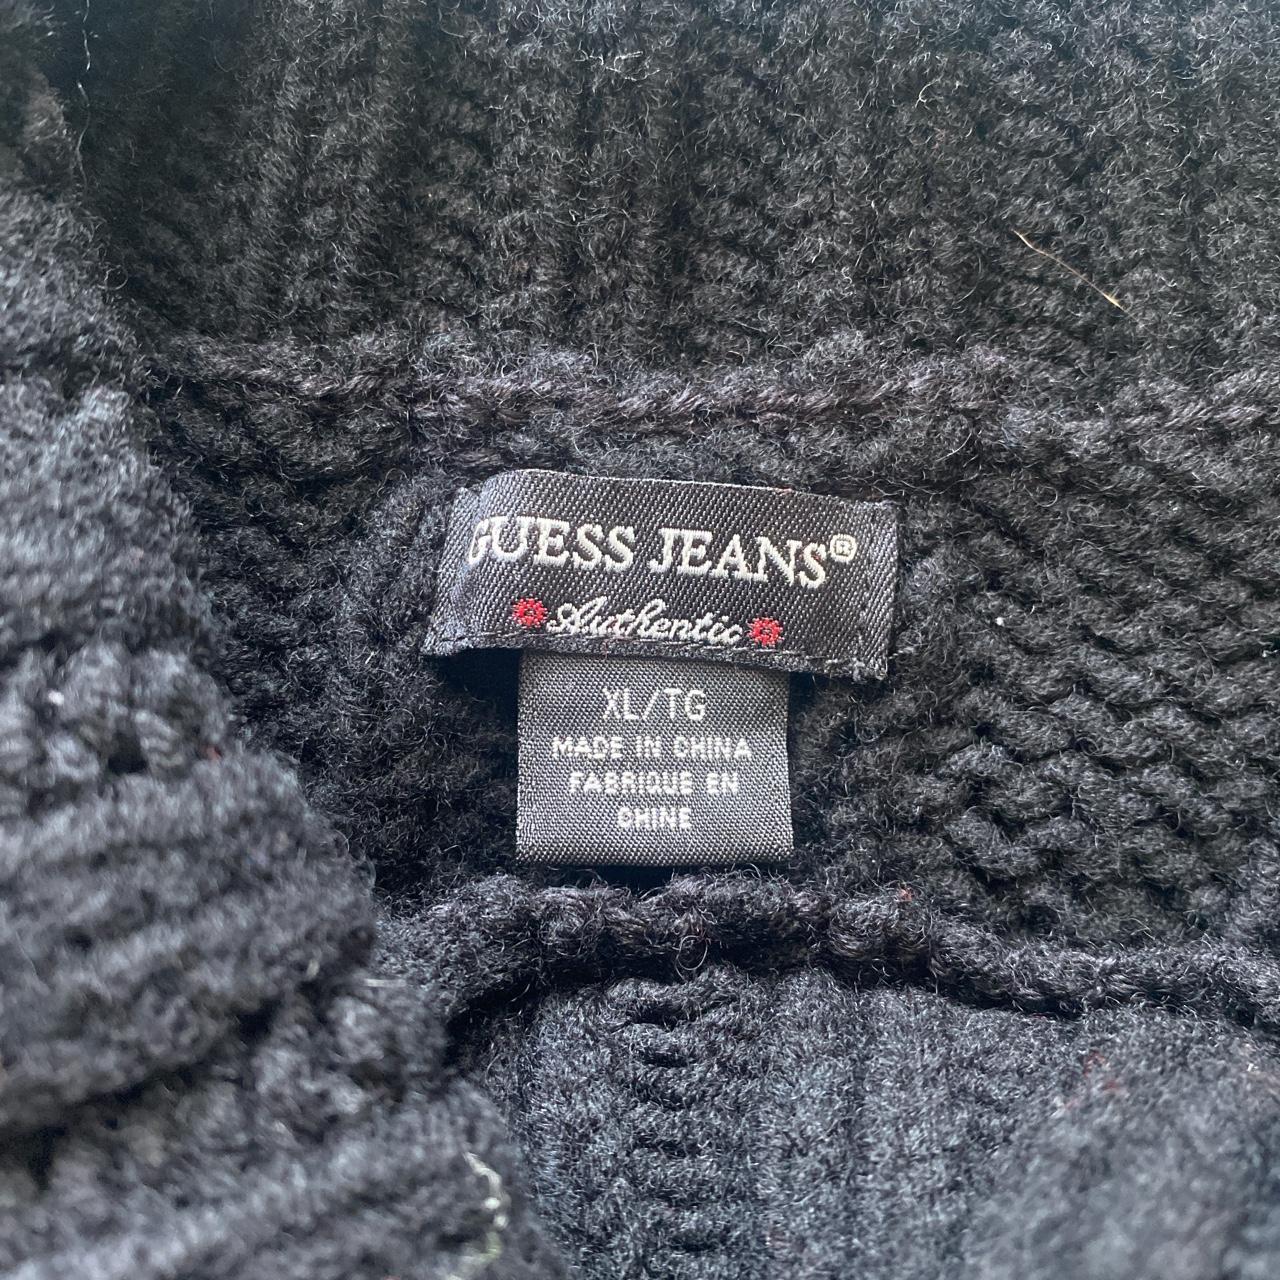 GUESS JEANS®
Authentic
XL/TG
MADE IN CHINA
FABRIQUE EN
CHINE